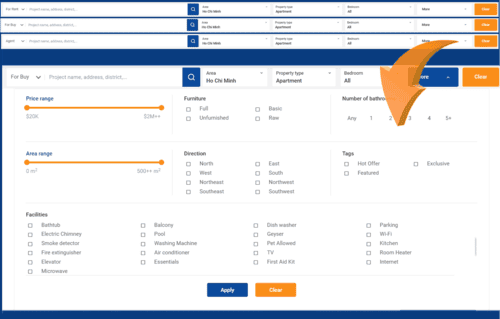 For Rent Project name, address, district,... Area Ho Chi Minh Property type Apartment Bedroom All More Clear
For Buy Project name, address, district,... Area Ho Chi Minh Property type Apartment Bedroom All More Clear
Agent Project name, address, district,... Area Ho Chi Minh Property type Apartment Bedroom All More Clear
Area Property type Bedroom
For Buy Project name, address, district,... Ho Chi Minh Apartment All ore Clear
Price range Furniture Number of bathroo
Full Basic
$20K $2M++ Unfurnished Raw Any 1 2 3 4 5+
Area range Direction Tags
North East Hot Offer Exclusive
0 m² 500++ m² West South Featured
Northeast Northwest
Southeast Southwest
Facilities
Bathtub Balcony Dish washer Parking
Electric Chimney Pool Geyser Wi-Fi
Smoke detector Washing Machine Pet Allowed Kitchen
Fire extinguisher Air conditioner TV Room Heater
Elevator Essentials First Aid Kit Internet
Microwave
Apply Clear